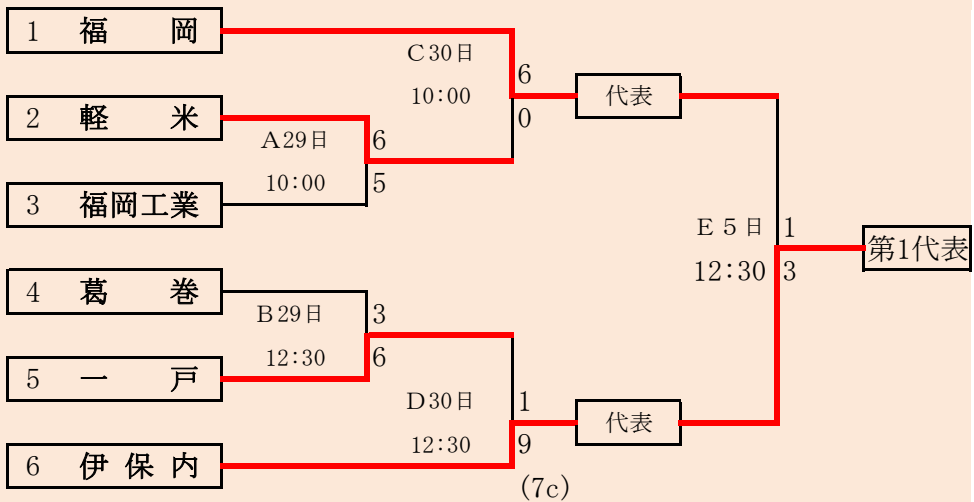 1 福 岡
C30日
10:00
6
0
代表
2 軽 米
A29日
10:00
6
5
3 福岡工業
E 5日
12:30
1
3
第1代表
4 葛 巻
B29日
12:30
3
6
5 一 戸
D30日
12:30
1
9
(7c)
代表
6 伊 保 内